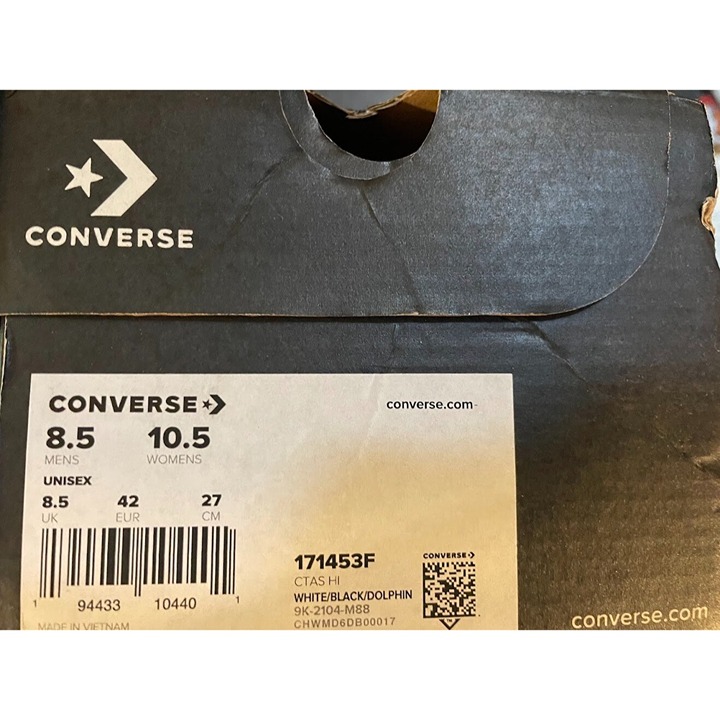 CONVERSE
CONVERSE
converse.com
8.5 10.5
MENS WOMENS
UNISEX
8.5 42 27
UK EUR CM
1 94433 10440 1
MADE IN VIETNAM
171453F
CTAS HI
WHITE/BLACK/DOLPHIN
9K-2104-M88
CHWMD6DB00017
CONVERSE
converse.com